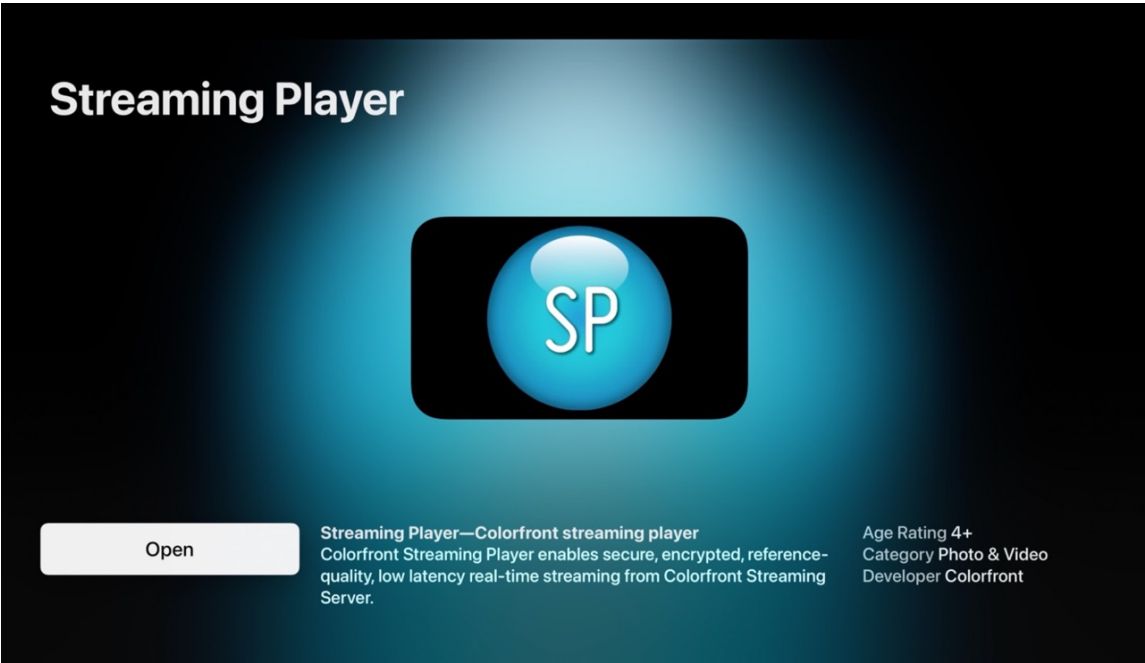 Streaming Player
SP
Open
Streaming Player—Colorfront streaming player
Colorfront Streaming Player enables secure, encrypted, reference-
quality, low latency real-time streaming from Colorfront Streaming
Server.
Age Rating 4+
Category Photo & Video
Developer Colorfront